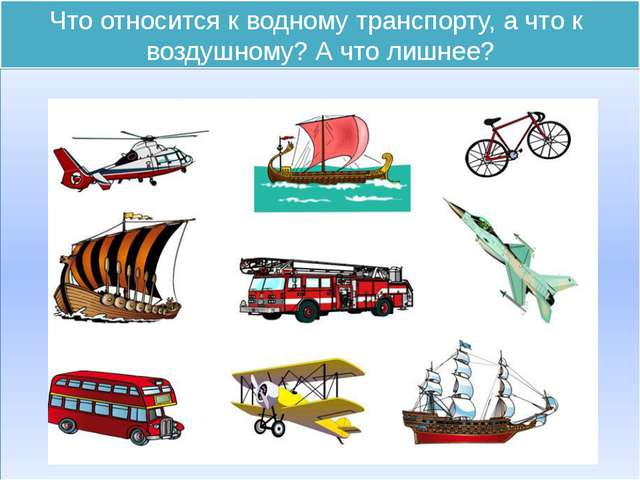 Что относится к водному транспорту, а что к
воздушному? А что лишнее?